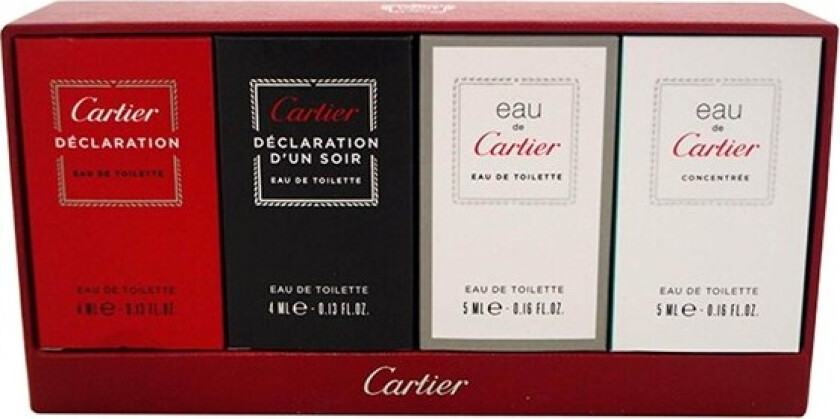 Cartier
DÉCLARATION
EAU DE TOILETTE
EAU DE TOILETTE
4 ML e - 0.13 FL.OZ.
Cartier
DÉCLARATION
D'UN SOIR
EAU DE TOILETTE
EAU DE TOILETTE
4 ML e - 0.13 FL.OZ.
eau
de
Cartier
EAU DE TOILETTE
EAU DE TOILETTE
5 ML e - 0.16 FL.OZ.
eau
de
Cartier
CONCENTRÉE
EAU DE TOILETTE
5 ML e - 0.16 FL.OZ.
Cartier